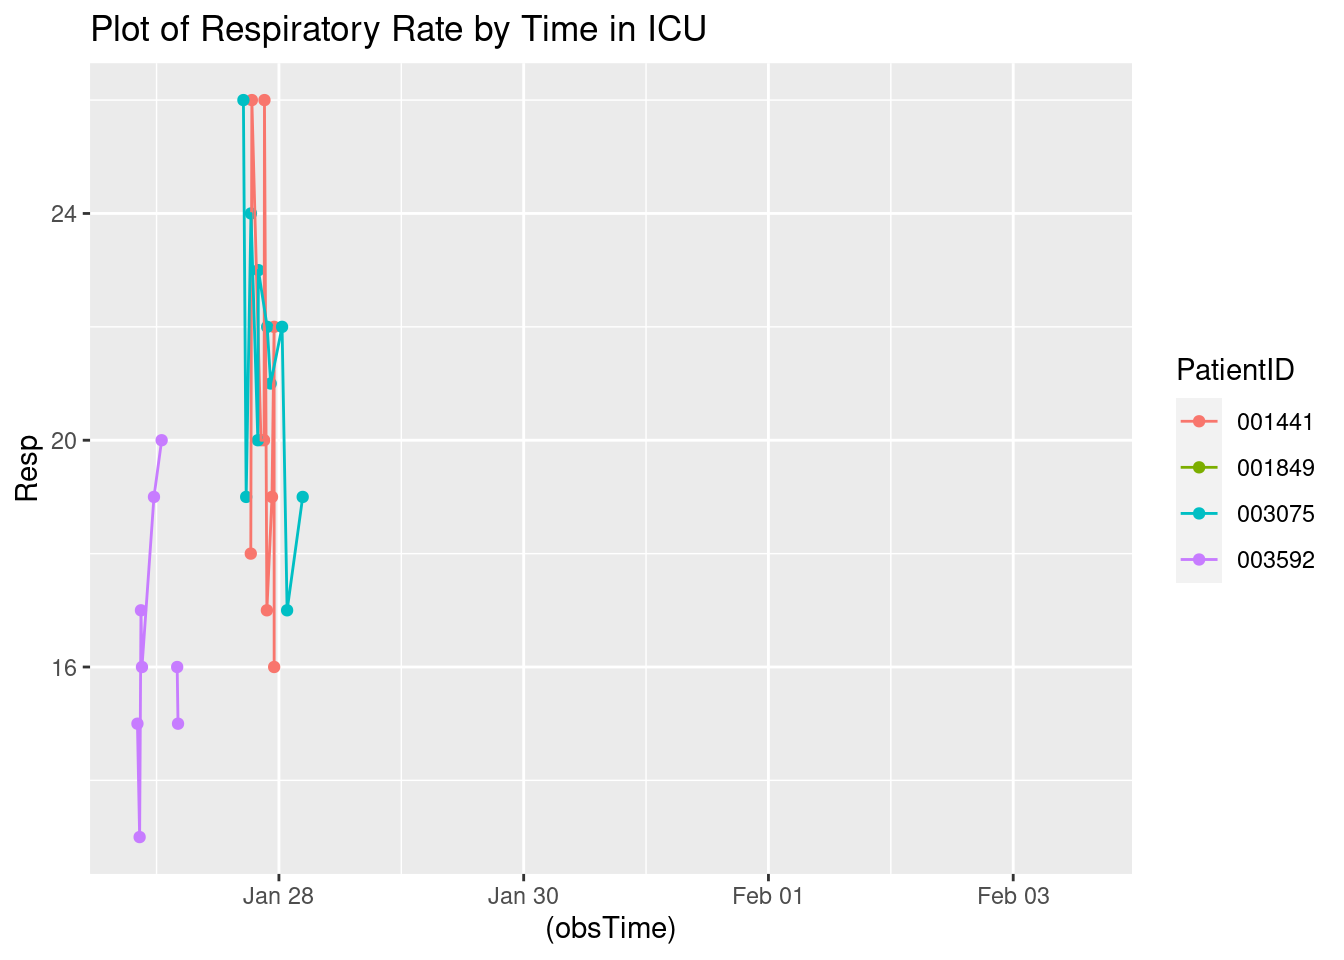 Plot of Respiratory Rate by Time in ICU
24
20
16
Resp
Jan 28
Jan 30
Feb 01
Feb 03
(obsTime)
PatientID
001441
001849
003075
003592